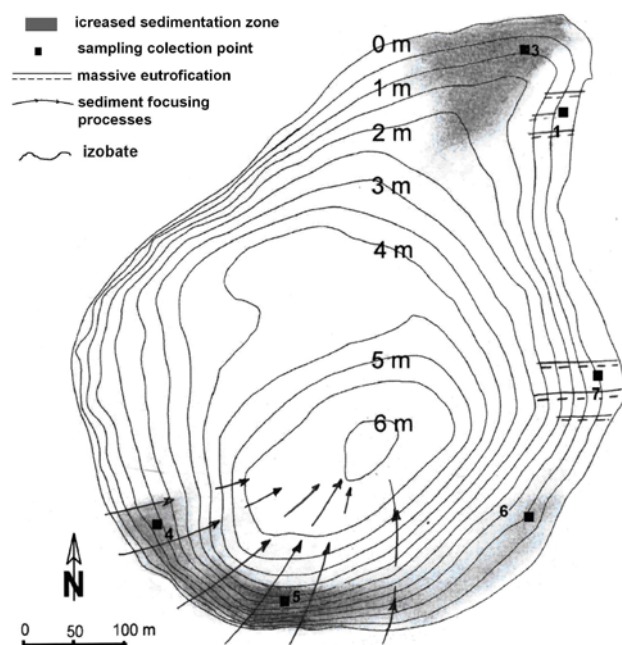 icreased sedimentation zone
sampling colection point
massive eutrofication
sediment focusing
processes
izobate
0 m
3
1 m
1
2 m
3 m
4 m
5 m
7
6 m
6
4
5
N
0 50 100 m